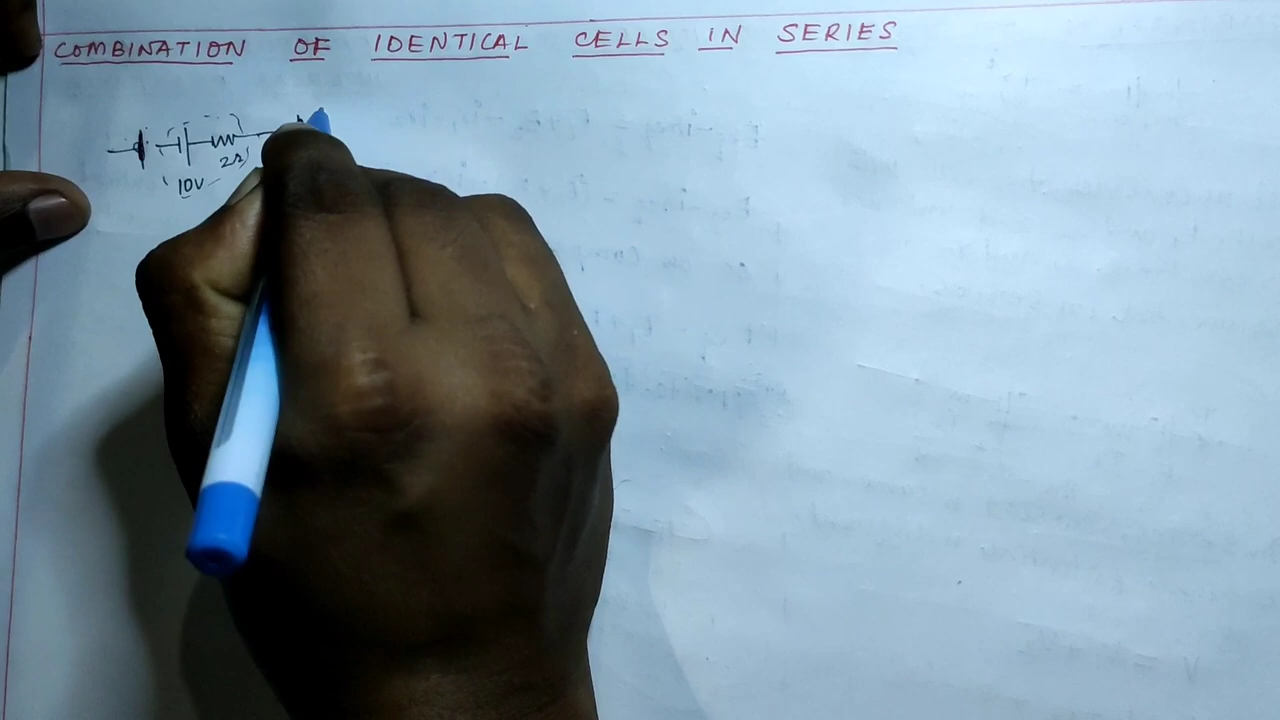 COMBINATION OF IDENTICAL CELLS IN SERIES
2Ω
10V